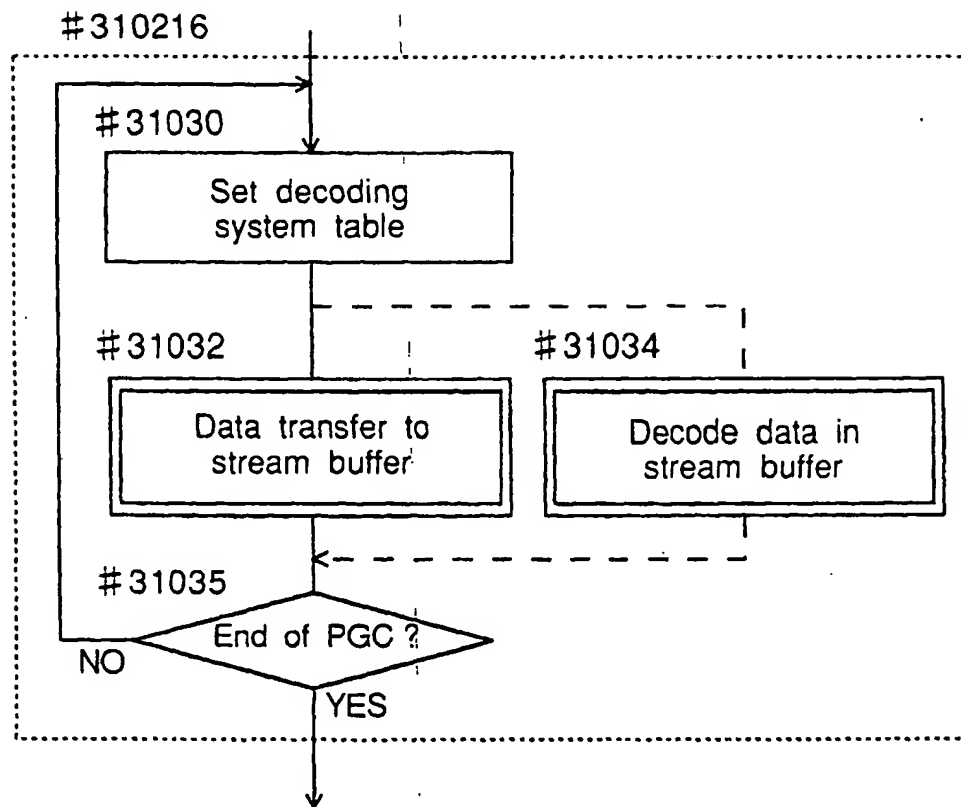 #310216
#31030
Set decoding
system table
#31032
#31034
Data transfer to
stream buffer
Decode data in
stream buffer
#31035
End of PGC ?
NO
YES